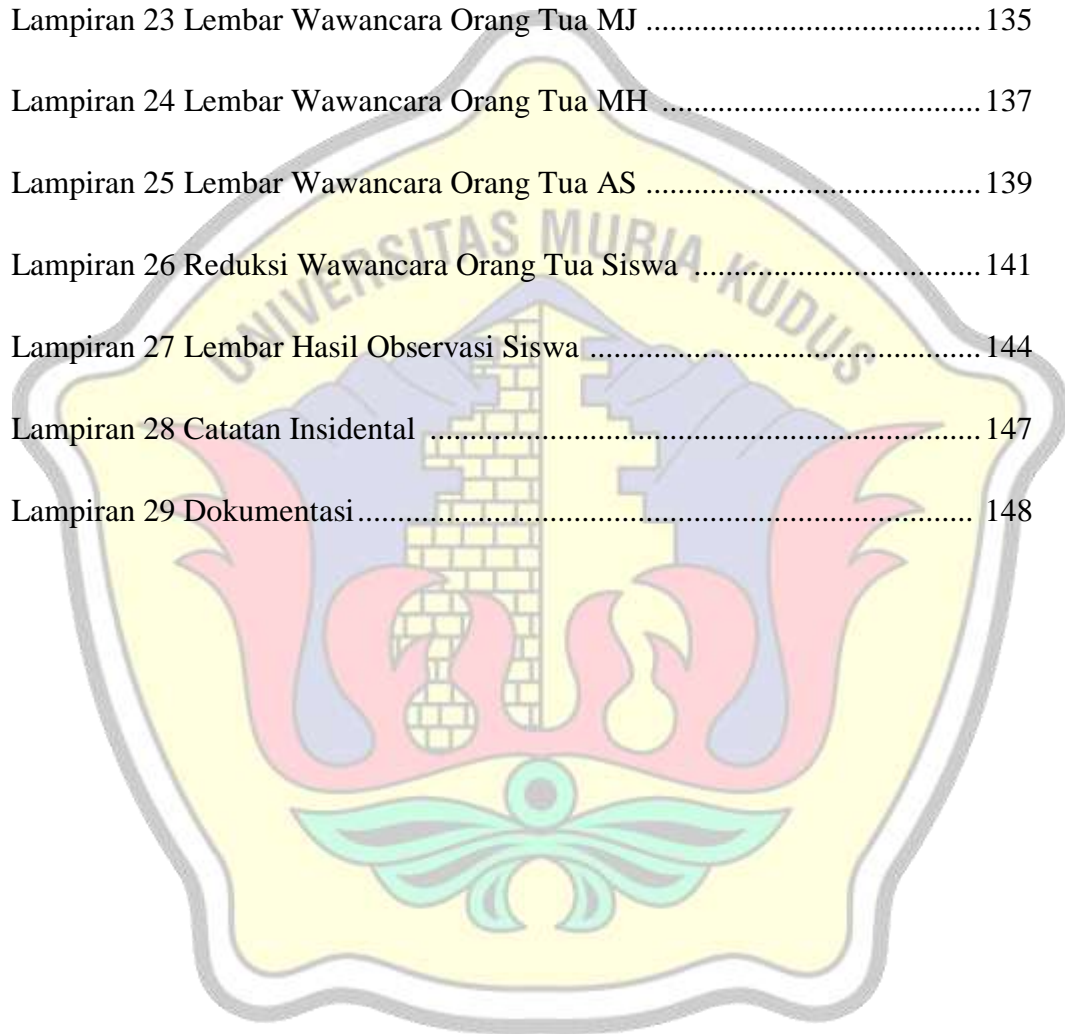 Lampiran 23 Lembar Wawancara Orang Tua MJ ........................................ 135
Lampiran 24 Lembar Wawancara Orang Tua MH ...................................... 137
Lampiran 25 Lembar Wawancara Orang Tua AS ........................................ 139
UNIVERSITAS MURIA KUDUS
Lampiran 26 Reduksi Wawancara Orang Tua Siswa .................................. 141
Lampiran 27 Lembar Hasil Observasi Siswa ............................................... 144
Lampiran 28 Catatan Insidental .................................................................. 147
Lampiran 29 Dokumentasi .......................................................................... 148